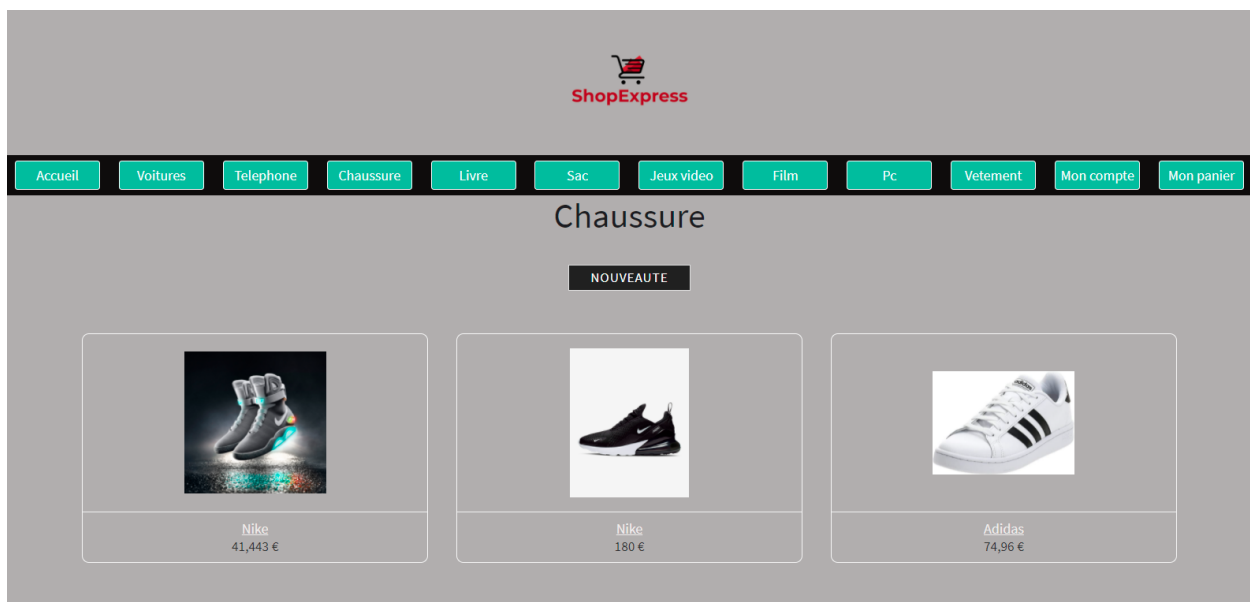 ShopExpress
Accueil Voitures Telephone Chaussure Livre Sac Jeux video Film Pc Vetement Mon compte Mon panier
Chaussure
NOUVEAUTE
adidas
Nike Nike Adidas
41,443 € 180 € 74,96 €